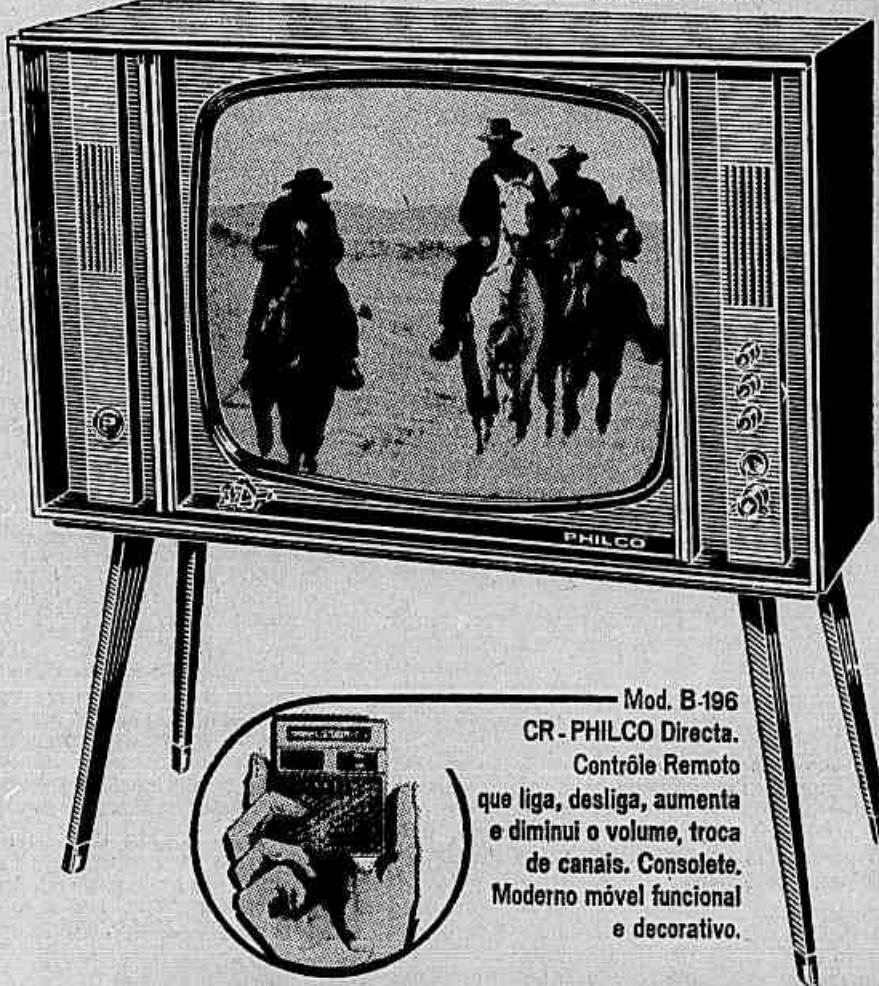 PHILCO
Mod. B-196
CR-PHILCO Directa.
Contrôle Remoto
que liga, desliga, aumenta
e diminui o volume, troca
de canais. Consolete.
Moderno móvel funcional
e decorativo.